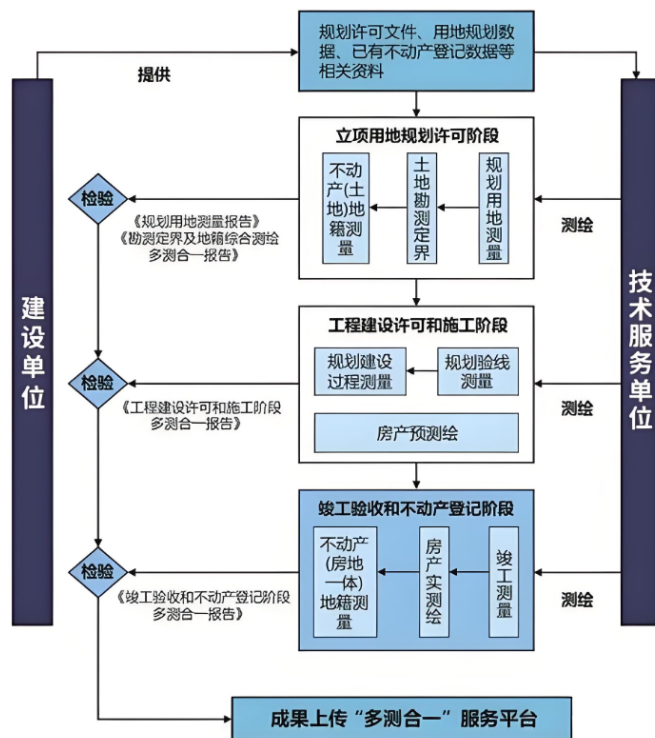 规划许可文件、用地规划数
据、已有不动产登记数据等
相关资料
提供
建设单位
技术服务单位
立项用地规划许可阶段
不动产(土地)地籍测量
土地勘测定界
规划用地测量
检验
测绘
《规划用地测量报告》
《勘测定界及地籍综合测绘
多测合一报告》
工程建设许可和施工阶段
规划建设
过程测量
规划验线
测量
房产预测绘
检验
测绘
《工程建设许可和施工阶段
多测合一报告》
竣工验收和不动产登记阶段
不动产
(房地
一体)
地籍测量
房产实测绘
竣工测量
检验
测绘
《竣工验收和不动产登记阶段
多测合一报告》
成果上传“多测合一”服务平台